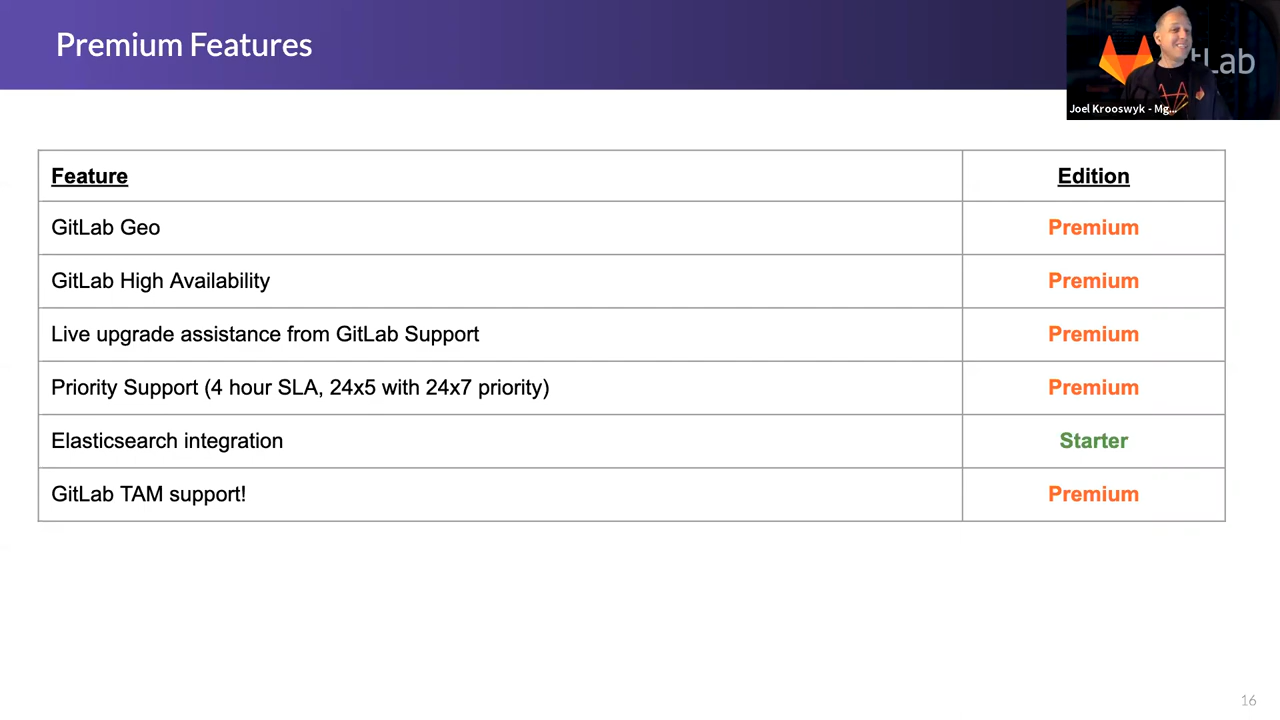 Premium Features
tLab
Joel Krooswyk - Mg...
Feature Edition
GitLab Geo Premium
GitLab High Availability Premium
Live upgrade assistance from GitLab Support Premium
Priority Support (4 hour SLA, 24x5 with 24x7 priority) Premium
Elasticsearch integration Starter
GitLab TAM support! Premium
16